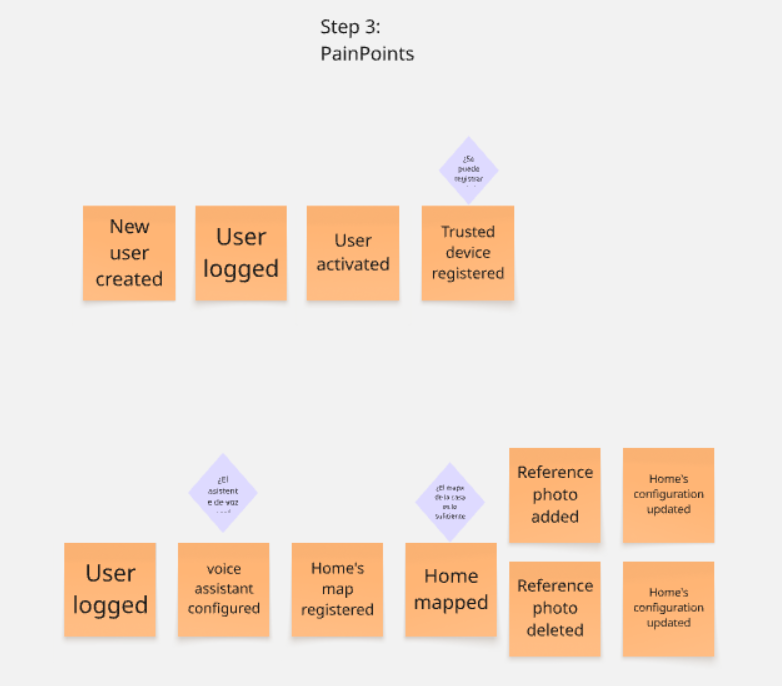 Step 3:
PainPoints
¿Se
puede
registrar
New
user
created
User
logged
User
activated
Trusted
device
registered
¿El
asistent
e de voz
¿El mapa
de la casa
es lo
suficiente
Reference
photo
added
Home's
configuration
updated
User
logged
voice
assistant
configured
Home's
map
registered
Home
mapped
Reference
photo
deleted
Home's
configuration
updated